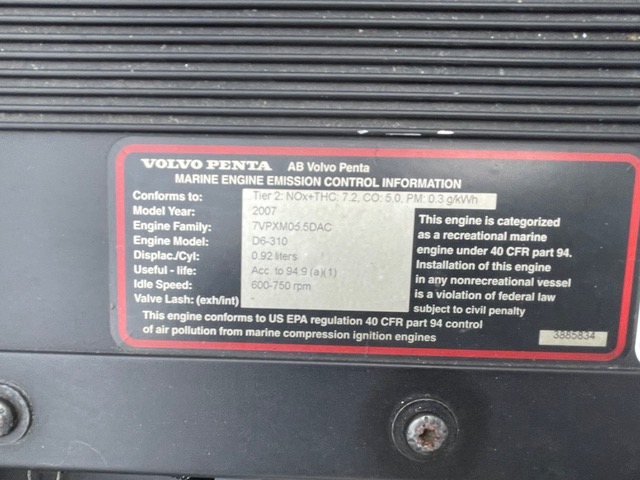 VOLVO PENTA AB Volvo Penta
MARINE ENGINE EMISSION CONTROL INFORMATION
Conforms to: Tier 2: NOx+THC: 7.2, CO: 5.0, PM: 0.3 g/kWh
Model Year: 2007
Engine Family: 7VPXM05.5DAC
Engine Model: D6-310
Displac./Cyl: 0.92 liters
Useful - life: Acc. to 94.9 (a)(1)
Idle Speed: 600-750 rpm
Valve Lash: (exh/int)
This engine is categorized
as a recreational marine
engine under 40 CFR part 94.
Installation of this engine
in any nonrecreational vessel
is a violation of federal law
subject to civil penalty
This engine conforms to US EPA regulation 40 CFR part 94 control
of air pollution from marine compression ignition engines
3885834